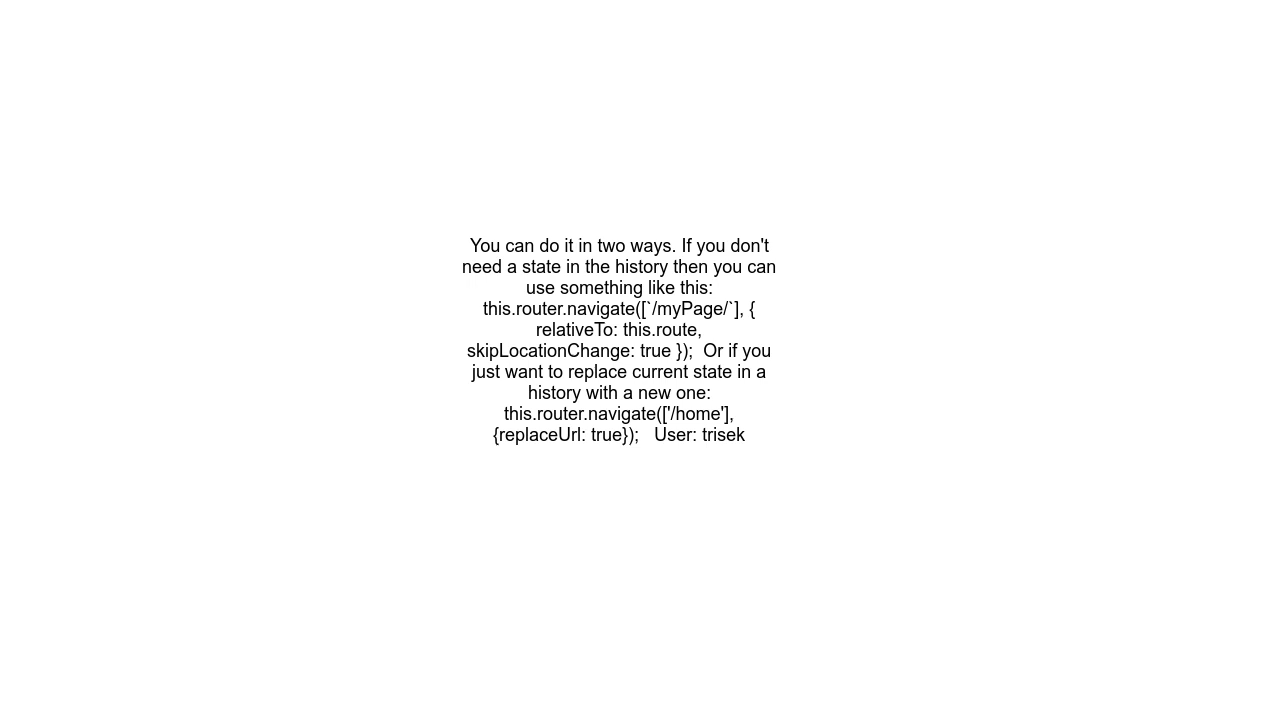 You can do it in two ways. If you don't
need a state in the history then you can
use something like this:
this.router.navigate([`/myPage/`], {
relativeTo: this.route,
skipLocationChange: true });  Or if you
just want to replace current state in a
history with a new one:
this.router.navigate(['/home'],
{replaceUrl: true});   User: trisek